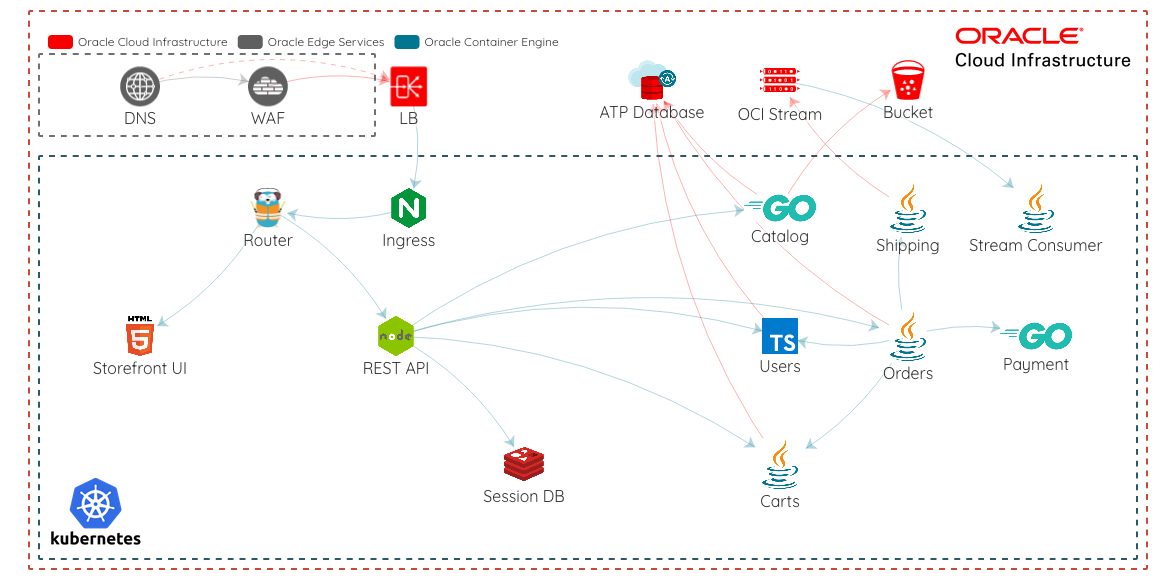 Oracle Cloud Infrastructure Oracle Edge Services Oracle Container Engine
ORACLE
Cloud Infrastructure
DNS
WAF
LB
ATP Database
OCI Stream
Bucket
Router
Ingress
N
GO
Catalog
Shipping
Stream Consumer
HTML
5
Storefront UI
node
REST API
TS
Users
Orders
GO
Payment
Session DB
Carts
kubernetes